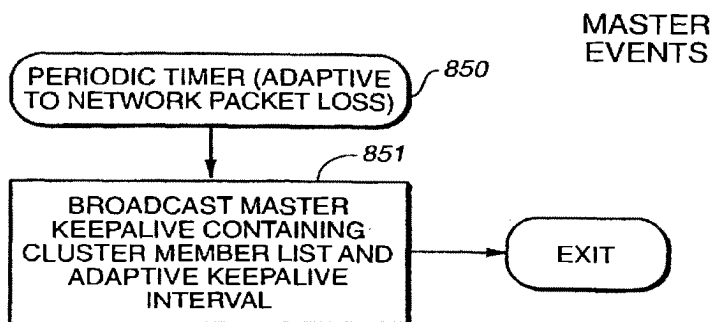 MASTER
EVENTS
PERIODIC TIMER (ADAPTIVE
TO NETWORK PACKET LOSS)
850
851
BROADCAST MASTER
KEEPALIVE CONTAINING
CLUSTER MEMBER LIST AND
ADAPTIVE KEEPALIVE
INTERVAL
EXIT